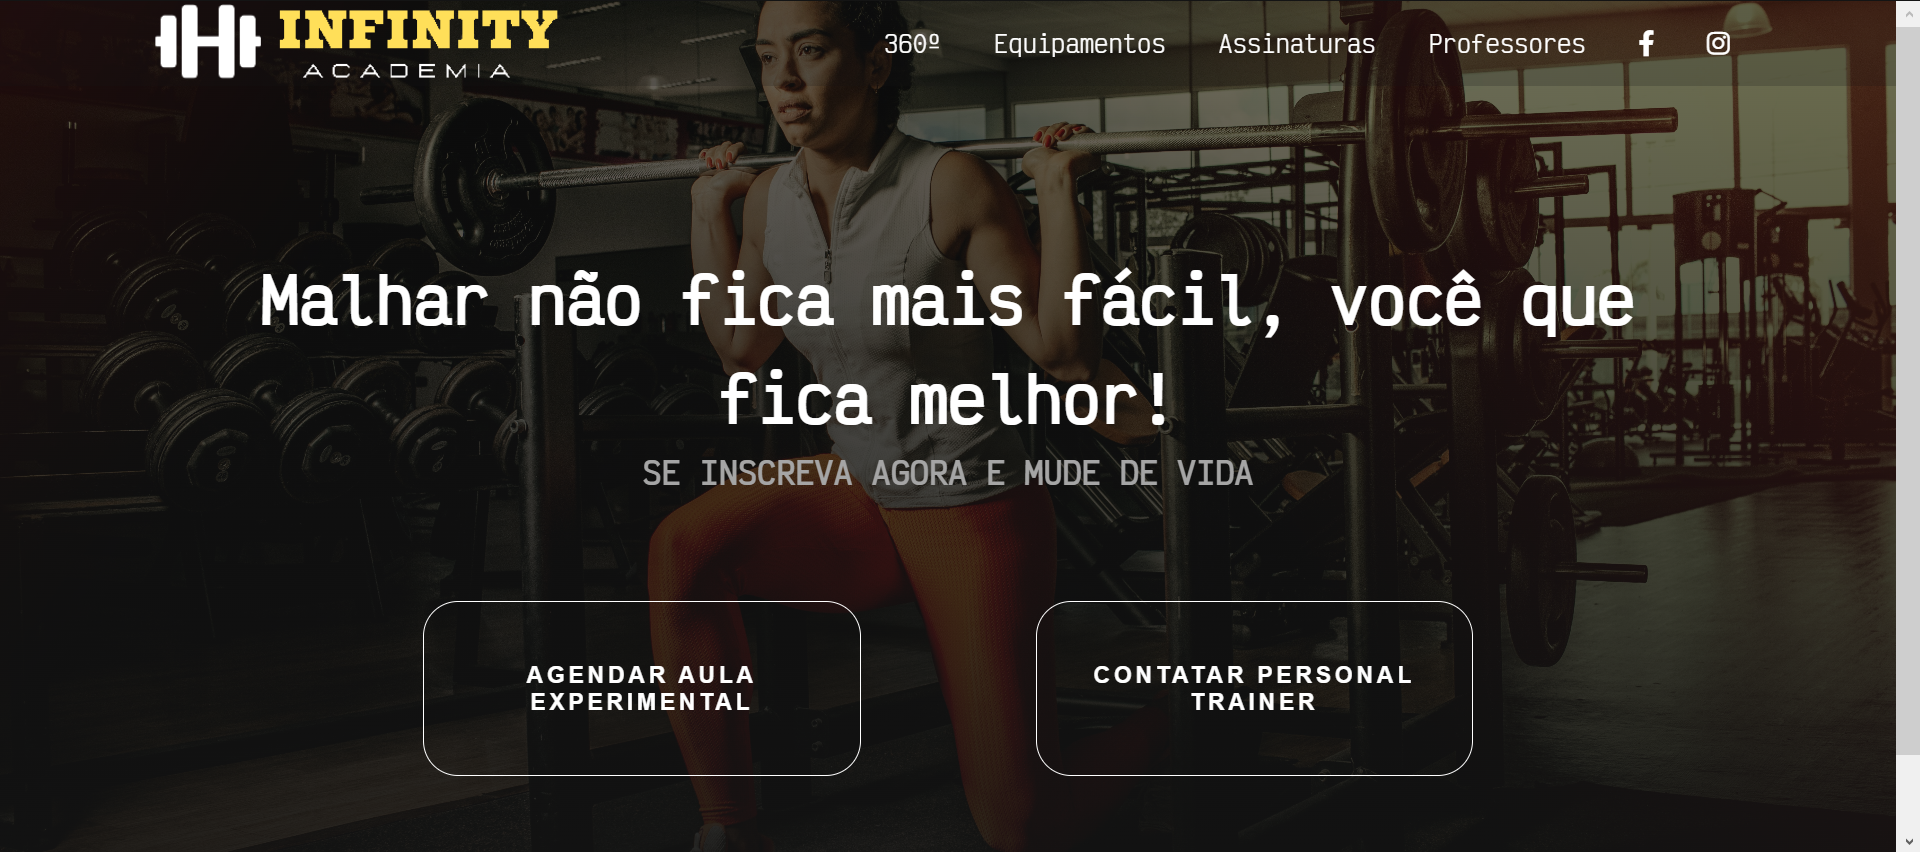 INFINITY
ACADEMIA
360º
Equipamentos
Assinaturas
Professores
Malhar não fica mais fácil, você que
fica melhor!
SE INSCREVA AGORA E MUDE DE VIDA
AGENDAR AULA
EXPERIMENTAL
CONTATAR PERSONAL
TRAINER